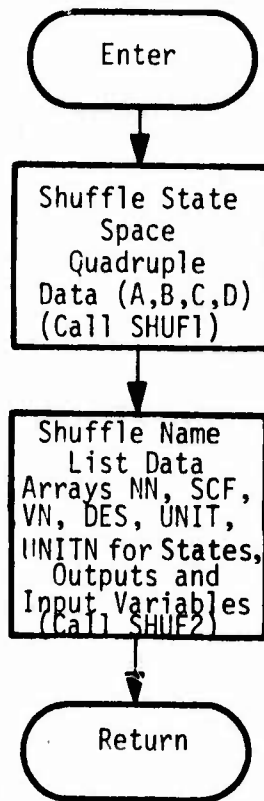 Enter
Shuffle State
Space
Quadruple
Data (A,B,C,D)
(Call SHUF1)
Shuffle Name
List Data
Arrays NN, SCF,
VN, DES, UNIT,
UNITN for States,
Outputs and
Input Variables
(Call SHUF2)
Return